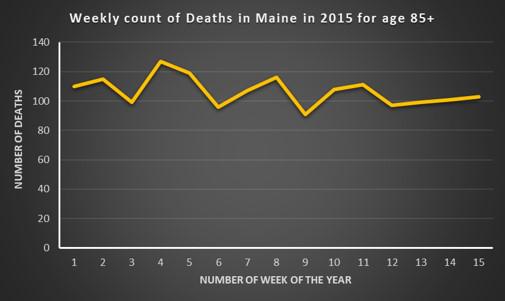 Weekly count of Deaths in Maine in 2015 for age 85+
140
120
100
80
60
40
20
0
NUMBER OF DEATHS
1 2 3 4 5 6 7 8 9 10 11 12 13 14 15
NUMBER OF WEEK OF THE YEAR